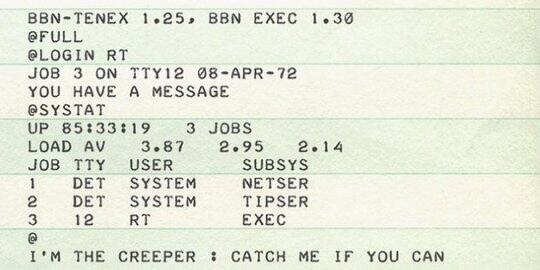 BBN-TENEX 1.25, BBN EXEC 1.30
@FULL
@LOGIN RT
JOB 3 ON TTY12 08-APR-72
YOU HAVE A MESSAGE
@SYSTAT
UP 85:33:19   3 JOBS
LOAD AV   3.87   2.95   2.14
JOB TTY  USER      SUBSYS
1   DET  SYSTEM    NETSER
2   DET  SYSTEM    TIPSER
3   12   RT        EXEC
@
I'M THE CREEPER : CATCH ME IF YOU CAN